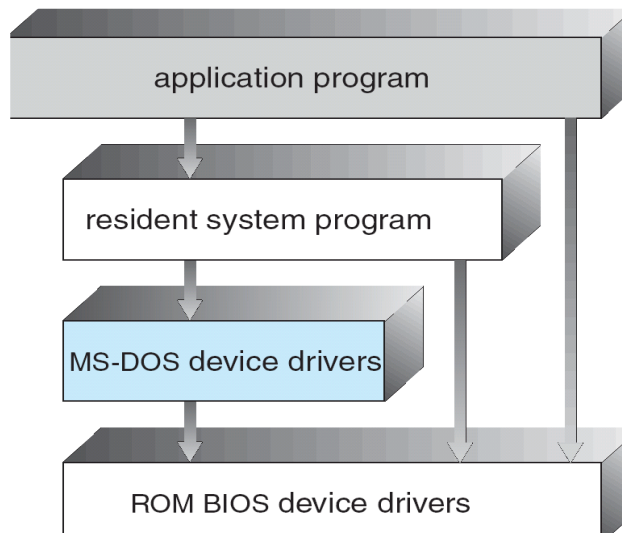 application program
resident system program
MS-DOS device drivers
ROM BIOS device drivers